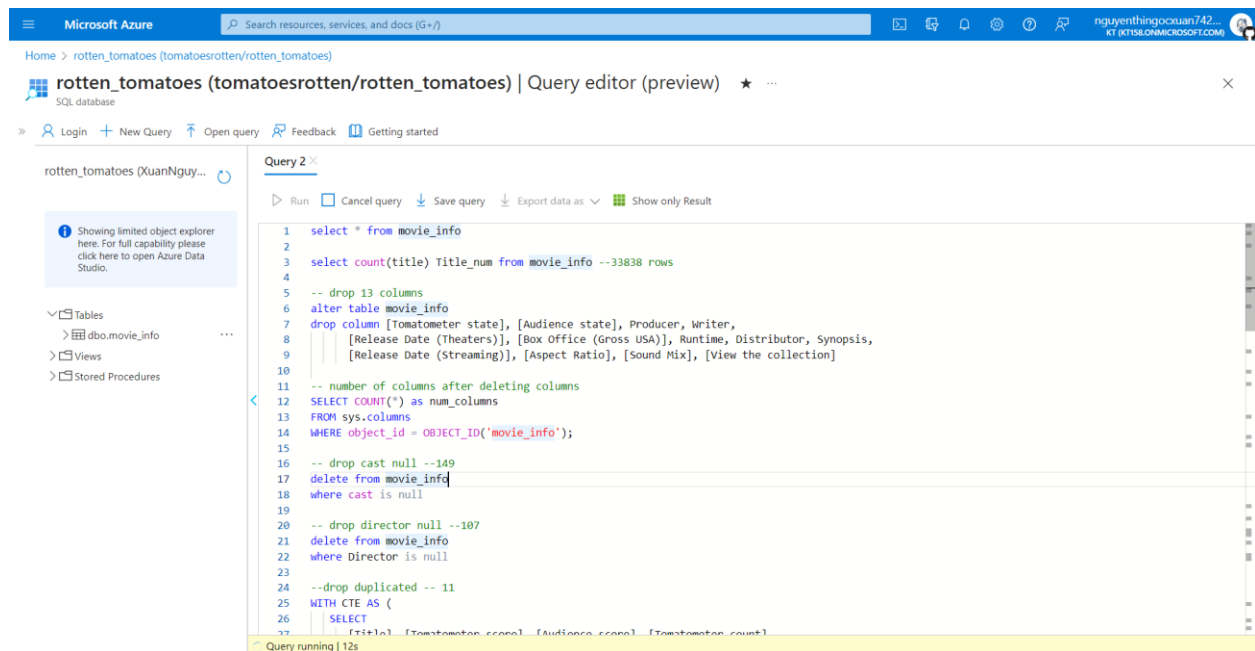 Microsoft Azure
Search resources, services, and docs (G+/)
nguyenthingocxuan742...
KT (KT158.ONMICROSOFT.COM)
Home > rotten_tomatoes (tomatoesrotten/rotten_tomatoes)
rotten_tomatoes (tomatoesrotten/rotten_tomatoes) | Query editor (preview) ★ ...
SQL database
» Login + New Query Open query Feedback Getting started
rotten_tomatoes (XuanNguy...
Showing limited object explorer
here. For full capability please
click here to open Azure Data
Studio.
Tables
dbo.movie_info ...
Views
Stored Procedures
Query 2 ×
Run Cancel query Save query Export data as Show only Result
1 select * from movie_info
2
3 select count(title) Title_num from movie_info --33838 rows
4
5 -- drop 13 columns
6 alter table movie_info
7 drop column [Tomatometer state], [Audience state], Producer, Writer,
8 [Release Date (Theaters)], [Box Office (Gross USA)], Runtime, Distributor, Synopsis,
9 [Release Date (Streaming)], [Aspect Ratio], [Sound Mix], [View the collection]
10
11 -- number of columns after deleting columns
12 SELECT COUNT(*) as num_columns
13 FROM sys.columns
14 WHERE object_id = OBJECT_ID('movie_info');
15
16 -- drop cast null --149
17 delete from movie_info
18 where cast is null
19
20 -- drop director null --107
21 delete from movie_info
22 where Director is null
23
24 --drop duplicated -- 11
25 WITH CTE AS (
26 SELECT
27 [Title], [Tomatometer score], [Audience score], [Tomatometer count]
Query running | 12s